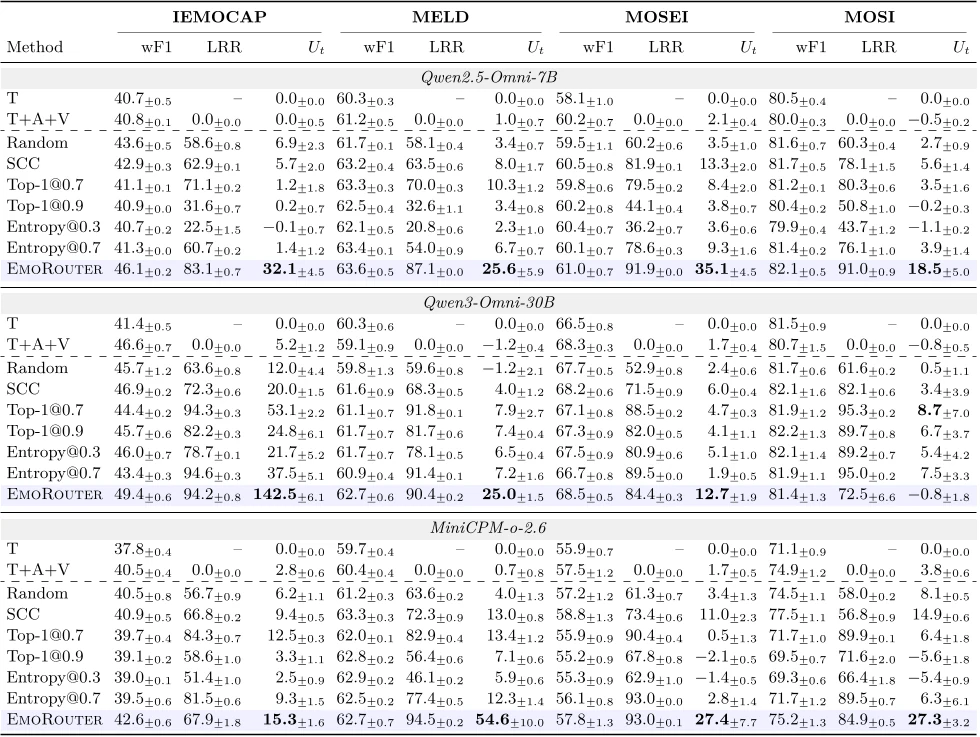 IEMOCAP MELD MOSEI MOSI
Method wF1 LRR Ut wF1 LRR Ut wF1 LRR Ut wF1 LRR Ut
Qwen2.5-Omni-7B
T 40.7±0.5 – 0.0±0.0 60.3±0.3 – 0.0±0.0 58.1±1.0 – 0.0±0.0 80.5±0.4 – 0.0±0.0
T+A+V 40.8±0.1 0.0±0.0 0.0±0.5 61.2±0.5 0.0±0.0 1.0±0.7 60.2±0.7 0.0±0.0 2.1±0.4 80.0±0.3 0.0±0.0 −0.5±0.2
Random 43.6±0.5 58.6±0.8 6.9±2.3 61.7±0.1 58.1±0.4 3.4±0.7 59.5±1.1 60.2±0.6 3.5±1.0 81.6±0.7 60.3±0.4 2.7±0.9
SCC 42.9±0.3 62.9±0.1 5.7±2.0 63.2±0.4 63.5±0.6 8.0±1.7 60.5±0.8 81.9±0.1 13.3±2.0 81.7±0.5 78.1±1.5 5.6±1.4
Top-1@0.7 41.1±0.1 71.1±0.2 1.2±1.8 63.3±0.3 70.0±0.3 10.3±1.2 59.8±0.6 79.5±0.2 8.4±2.0 81.2±0.1 80.3±0.6 3.5±1.6
Top-1@0.9 40.9±0.0 31.6±0.7 0.2±0.7 62.5±0.4 32.6±1.1 3.4±0.8 60.2±0.8 44.1±0.4 3.8±0.7 80.4±0.2 50.8±1.0 −0.2±0.3
Entropy@0.3 40.7±0.2 22.5±1.5 −0.1±0.7 62.1±0.5 20.8±0.6 2.3±1.0 60.4±0.7 36.2±0.7 3.6±0.6 79.9±0.4 43.7±1.2 −1.1±0.2
Entropy@0.7 41.3±0.0 60.7±0.2 1.4±1.2 63.4±0.1 54.0±0.9 6.7±0.7 60.1±0.7 78.6±0.3 9.3±1.6 81.4±0.2 76.1±1.0 3.9±1.4
EMOROUTER 46.1±0.2 83.1±0.7 32.1±4.5 63.6±0.5 87.1±0.0 25.6±5.9 61.0±0.7 91.9±0.0 35.1±4.5 82.1±0.5 91.0±0.9 18.5±5.0
Qwen3-Omni-30B
T 41.4±0.5 – 0.0±0.0 60.3±0.6 – 0.0±0.0 66.5±0.8 – 0.0±0.0 81.5±0.9 – 0.0±0.0
T+A+V 46.6±0.7 0.0±0.0 5.2±1.2 59.1±0.9 0.0±0.0 −1.2±0.4 68.3±0.3 0.0±0.0 1.7±0.4 80.7±1.5 0.0±0.0 −0.8±0.5
Random 45.7±1.2 63.6±0.8 12.0±4.4 59.8±1.3 59.6±0.8 −1.2±2.1 67.7±0.5 52.9±0.8 2.4±0.6 81.7±0.6 61.6±0.2 0.5±1.1
SCC 46.9±0.2 72.3±0.6 20.0±1.5 61.6±0.9 68.3±0.5 4.0±1.2 68.2±0.6 71.5±0.9 6.0±0.4 82.1±1.6 82.1±0.6 3.4±3.9
Top-1@0.7 44.4±0.2 94.3±0.3 53.1±2.2 61.1±0.7 91.8±0.1 7.9±2.7 67.1±0.8 88.5±0.2 4.7±0.3 81.9±1.2 95.3±0.2 8.7±7.0
Top-1@0.9 45.7±0.6 82.2±0.3 24.8±6.1 61.7±0.7 81.7±0.6 7.4±0.4 67.3±0.9 82.0±0.5 4.1±1.1 82.2±1.3 89.7±0.8 6.7±3.7
Entropy@0.3 46.0±0.7 78.7±0.1 21.7±5.2 61.7±0.7 78.1±0.5 6.5±0.4 67.5±0.9 80.9±0.6 5.1±1.0 82.1±1.4 89.2±0.7 5.4±4.2
Entropy@0.7 43.4±0.3 94.6±0.3 37.5±5.1 60.9±0.4 91.4±0.1 7.2±1.6 66.7±0.8 89.5±0.0 1.9±0.5 81.9±1.1 95.0±0.2 7.5±3.3
EMOROUTER 49.4±0.6 94.2±0.8 142.5±6.1 62.7±0.6 90.4±0.2 25.0±1.5 68.5±0.5 84.4±0.3 12.7±1.9 81.4±1.3 72.5±6.6 −0.8±1.8
MiniCPM-o-2.6
T 37.8±0.4 – 0.0±0.0 59.7±0.4 – 0.0±0.0 55.9±0.7 – 0.0±0.0 71.1±0.9 – 0.0±0.0
T+A+V 40.5±0.4 0.0±0.0 2.8±0.6 60.4±0.4 0.0±0.0 0.7±0.8 57.5±1.2 0.0±0.0 1.7±0.5 74.9±1.2 0.0±0.0 3.8±0.6
Random 40.5±0.8 56.7±0.9 6.2±1.1 61.2±0.3 63.6±0.2 4.0±1.3 57.2±1.2 61.3±0.7 3.4±1.3 74.5±1.1 58.0±0.2 8.1±0.5
SCC 40.9±0.5 66.8±0.2 9.4±0.5 63.3±0.3 72.3±0.9 13.0±0.8 58.8±1.3 73.4±0.6 11.0±2.3 77.5±1.1 56.8±0.9 14.9±0.6
Top-1@0.7 39.7±0.4 84.3±0.7 12.5±0.3 62.0±0.1 82.9±0.4 13.4±1.2 55.9±0.9 90.4±0.4 0.5±1.3 71.7±1.0 89.9±0.1 6.4±1.8
Top-1@0.9 39.1±0.2 58.6±1.0 3.3±1.1 62.8±0.2 56.4±0.6 7.1±0.6 55.2±0.9 67.8±0.8 −2.1±0.5 69.5±0.7 71.6±2.0 −5.6±1.8
Entropy@0.3 39.0±0.1 51.4±1.0 2.5±0.9 62.9±0.2 46.1±0.2 5.9±0.6 55.3±0.9 62.9±1.0 −1.4±0.5 69.3±0.6 66.4±1.8 −5.4±0.9
Entropy@0.7 39.5±0.6 81.5±0.6 9.3±1.5 62.5±0.2 77.4±0.5 12.3±1.4 56.1±0.8 93.0±0.0 2.8±1.4 71.7±1.2 89.5±0.7 6.3±6.1
EMOROUTER 42.6±0.6 67.9±1.8 15.3±1.6 62.7±0.7 94.5±0.2 54.6±10.0 57.8±1.3 93.0±0.1 27.4±7.7 75.2±1.3 84.9±0.5 27.3±3.2